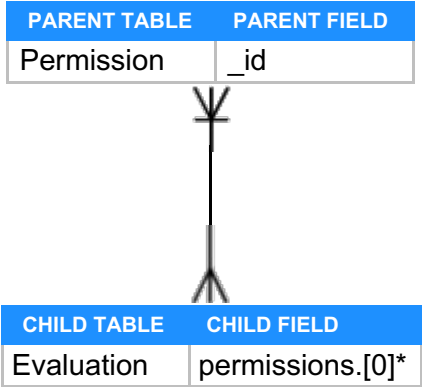 PARENT TABLE PARENT FIELD
Permission _id
CHILD TABLE CHILD FIELD
Evaluation permissions.[0]*